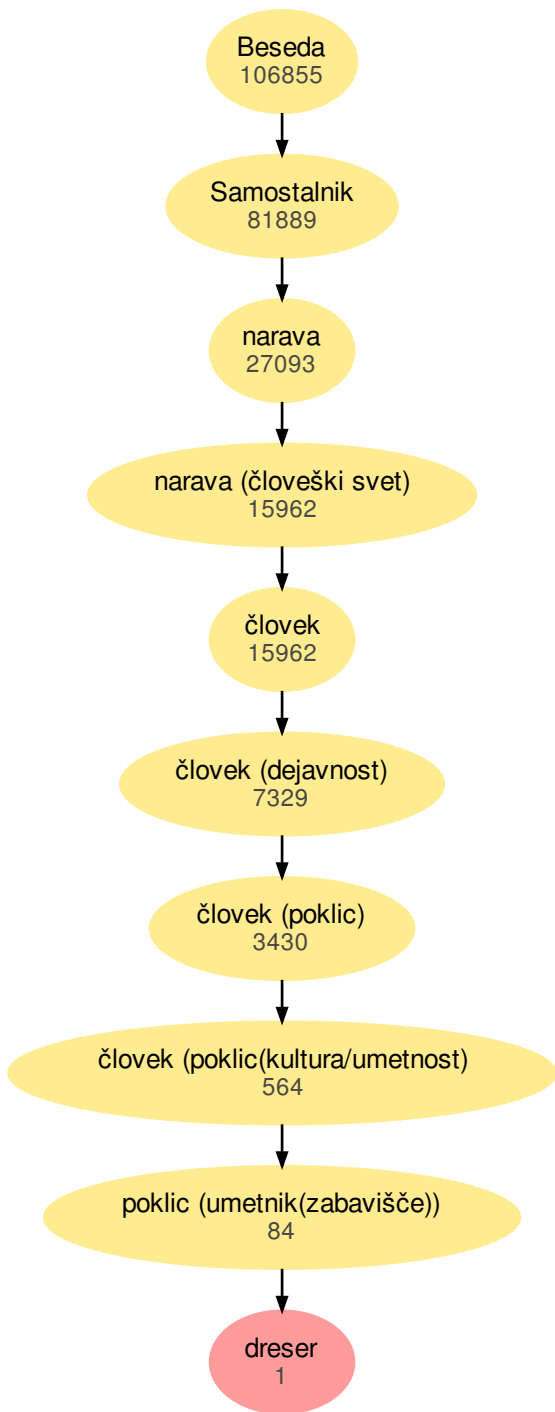 Beseda
106855
Samostalnik
81889
narava
27093
narava (človeški svet)
15962
človek
15962
človek (dejavnost)
7329
človek (poklic)
3430
človek (poklic(kultura/umetnost)
564
poklic (umetnik(zabavišče))
84
dreser
1